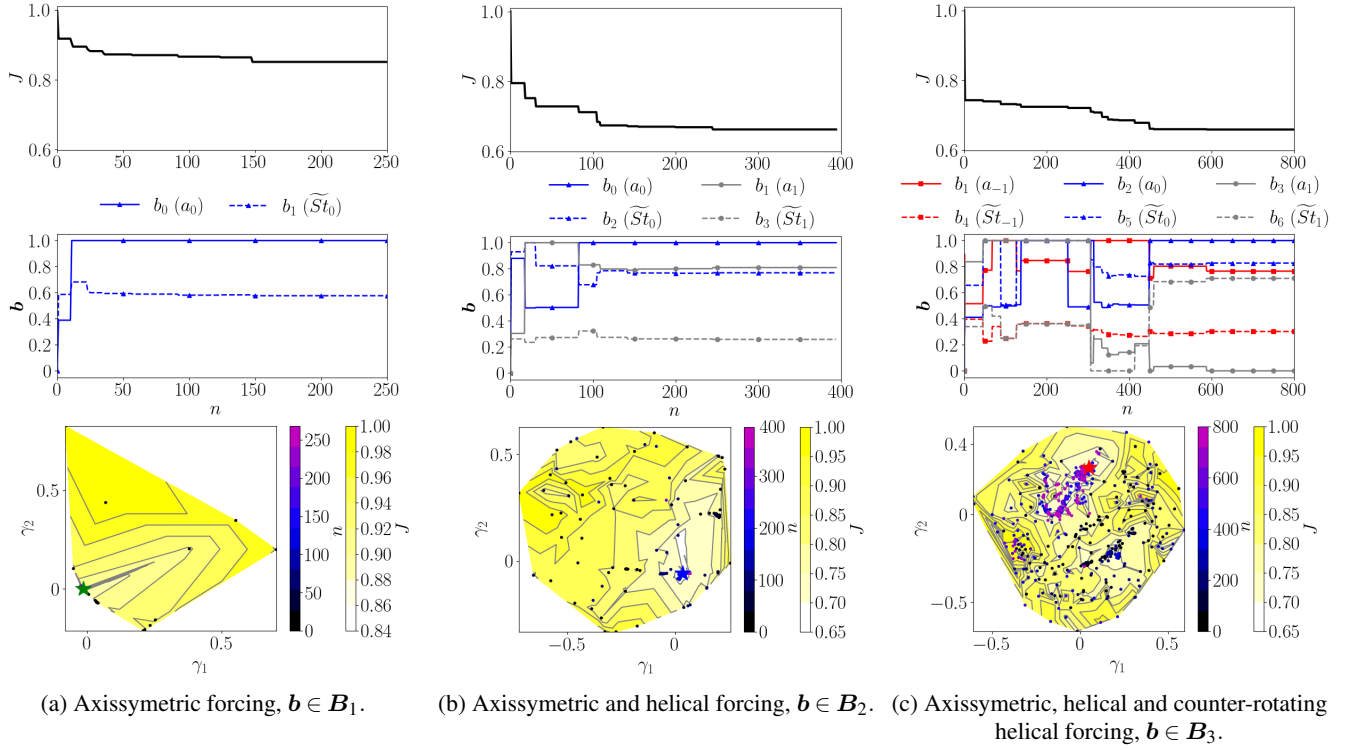 1.0
0.8
0.6
J
0 50 100 150 200 250
b₀ (a₀) b₁ (S̃t₀)
1.0
0.8
0.6
0.4
0.2
0
b
0 50 100 150 200 250
n
0.5
0
γ₂
0 0.5
γ₁
250
200
150
100
50
0
n
1.00
0.98
0.96
0.94
0.92
0.90
0.88
0.86
0.84
J
(a) Axissymetric forcing, b ∈ B₁.
1.0
0.8
0.6
J
0 100 200 300 400
b₀ (a₀) b₁ (a₁)
b₂ (S̃t₀) b₃ (S̃t₁)
1.0
0.8
0.6
0.4
0.2
0
b
0 100 200 300 400
n
0.5
0
γ₂
−0.5 0
γ₁
400
300
200
100
0
n
1.00
0.95
0.90
0.85
0.80
0.75
0.70
0.65
J
(b) Axissymetric and helical forcing, b ∈ B₂.
1.0
0.8
0.6
J
0 200 400 600 800
b₁ (a₋₁) b₂ (a₀) b₃ (a₁)
b₄ (S̃t₋₁) b₅ (S̃t₀) b₆ (S̃t₁)
1.0
0.8
0.6
0.4
0.2
0
b
0 200 400 600 800
n
0.4
0
−0.5
γ₂
−0.5 0 0.5
γ₁
800
600
400
200
0
n
1.00
0.95
0.90
0.85
0.80
0.75
0.70
0.65
J
(c) Axissymetric, helical and counter-rotating
helical forcing, b ∈ B₃.